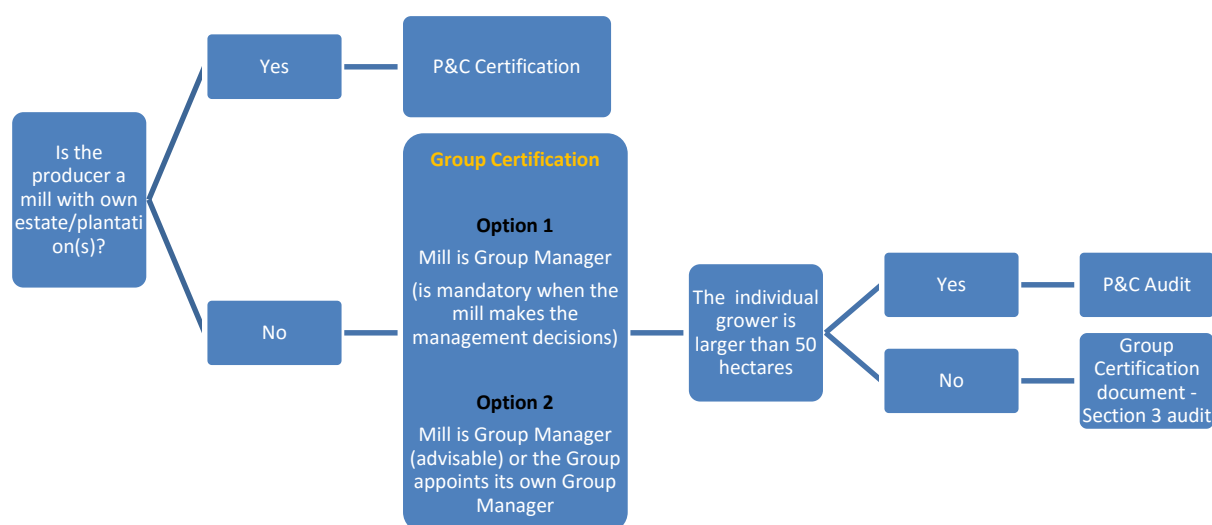 Is the
producer a
mill with own
estate/plantati
on(s)?
Yes
P&C Certification
No
Group Certification
Option 1
Mill is Group Manager
(is mandatory when the
mill makes the
management decisions)
Option 2
Mill is Group Manager
(advisable) or the Group
appoints its own Group
Manager
The individual
grower is
larger than 50
hectares
Yes
P&C Audit
No
Group
Certification
document -
Section 3 audit